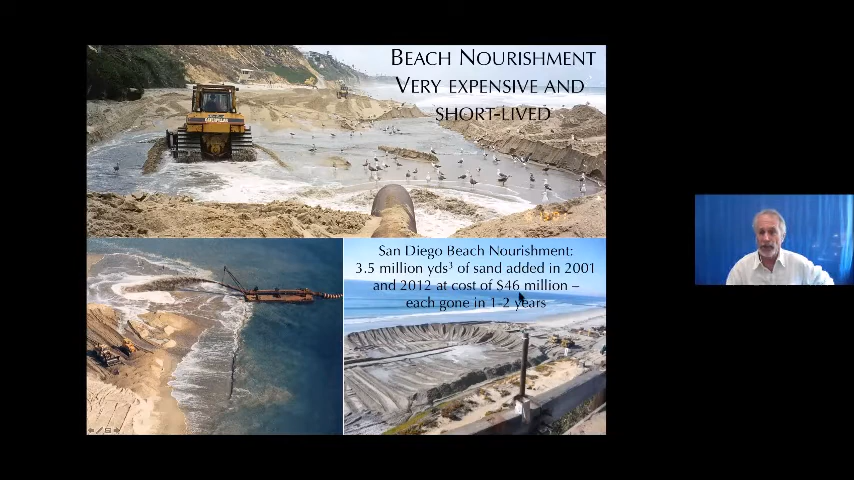 BEACH NOURISHMENT
VERY EXPENSIVE AND
SHORT-LIVED
CATERPILLAR
San Diego Beach Nourishment:
3.5 million yds³ of sand added in 2001
and 2012 at cost of $46 million –
each gone in 1-2 years